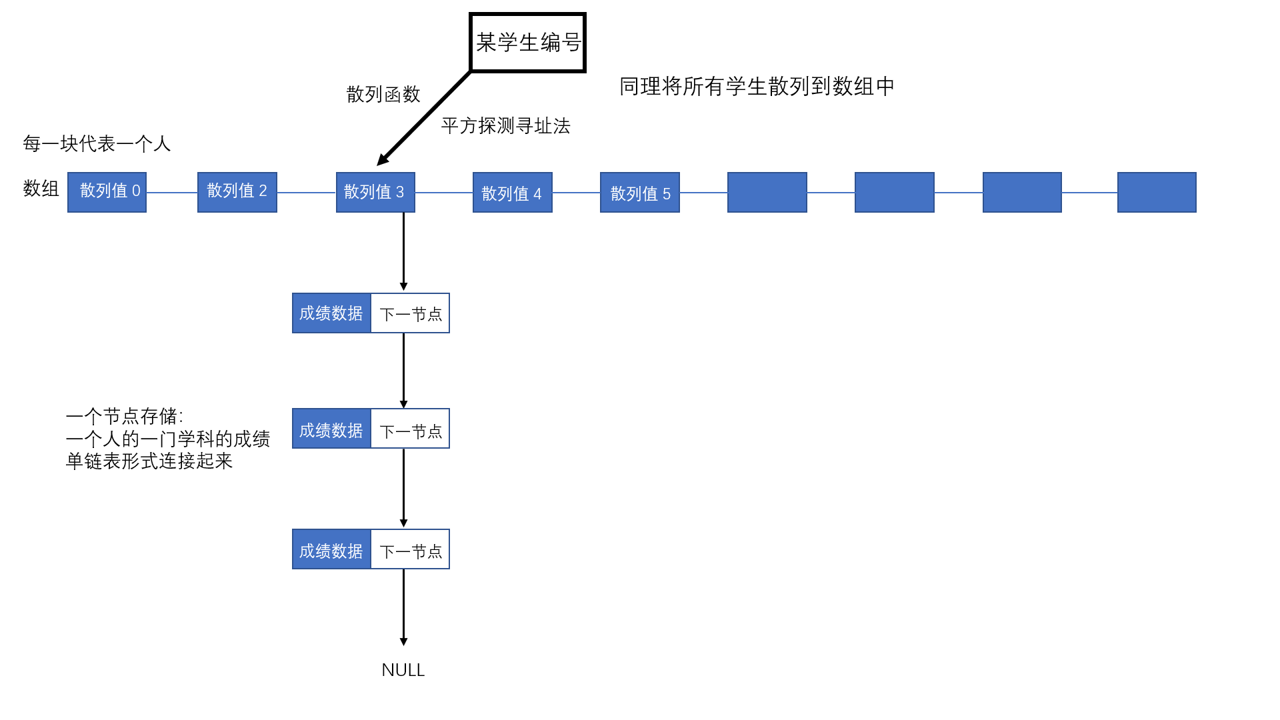 某学生编号
同理将所有学生散列到数组中
散列函数
平方探测寻址法
每一块代表一个人
数组
散列值 0
散列值 2
散列值 3
散列值 4
散列值 5
成绩数据
下一节点
一个节点存储:
一个人的一门学科的成绩
单链表形式连接起来
成绩数据
下一节点
成绩数据
下一节点
NULL